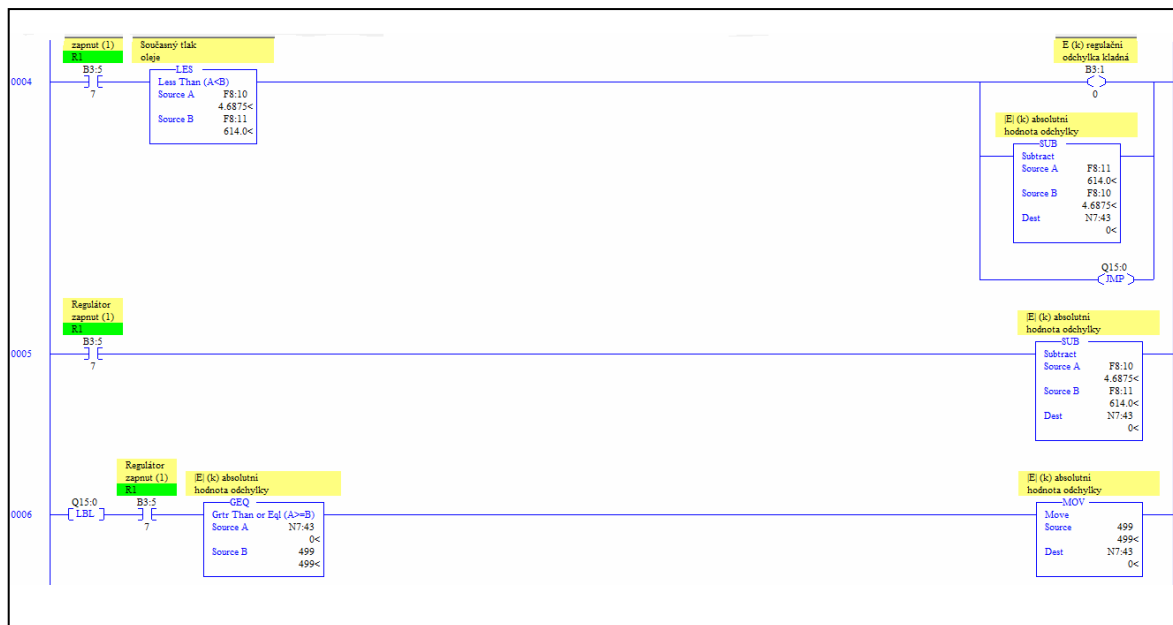 zapnut (1)
R1
Současný tlak
oleje
E (k) regulační
odchylka kladná
B3:5
7
LES
Less Than (A<B)
Source A F8:10
4.6875<
Source B F8:11
614.0<
B3:1
0
0004
|E| (k) absolutni
hodnota odchylky
SUB
Subtract
Source A F8:11
614.0<
Source B F8:10
4.6875<
Dest N7:43
0<
Q15:0
JMP
Regulátor
zapnut (1)
R1
B3:5
7
0005
|E| (k) absolutni
hodnota odchylky
SUB
Subtract
Source A F8:10
4.6875<
Source B F8:11
614.0<
Dest N7:43
0<
0006
Q15:0
LBL
Regulátor
zapnut (1)
R1
B3:5
7
|E| (k) absolutni
hodnota odchylky
GEQ
Grtr Than or Eql (A>=B)
Source A N7:43
0<
Source B 499
499<
|E| (k) absolutni
hodnota odchylky
MOV
Move
Source 499
499<
Dest N7:43
0<